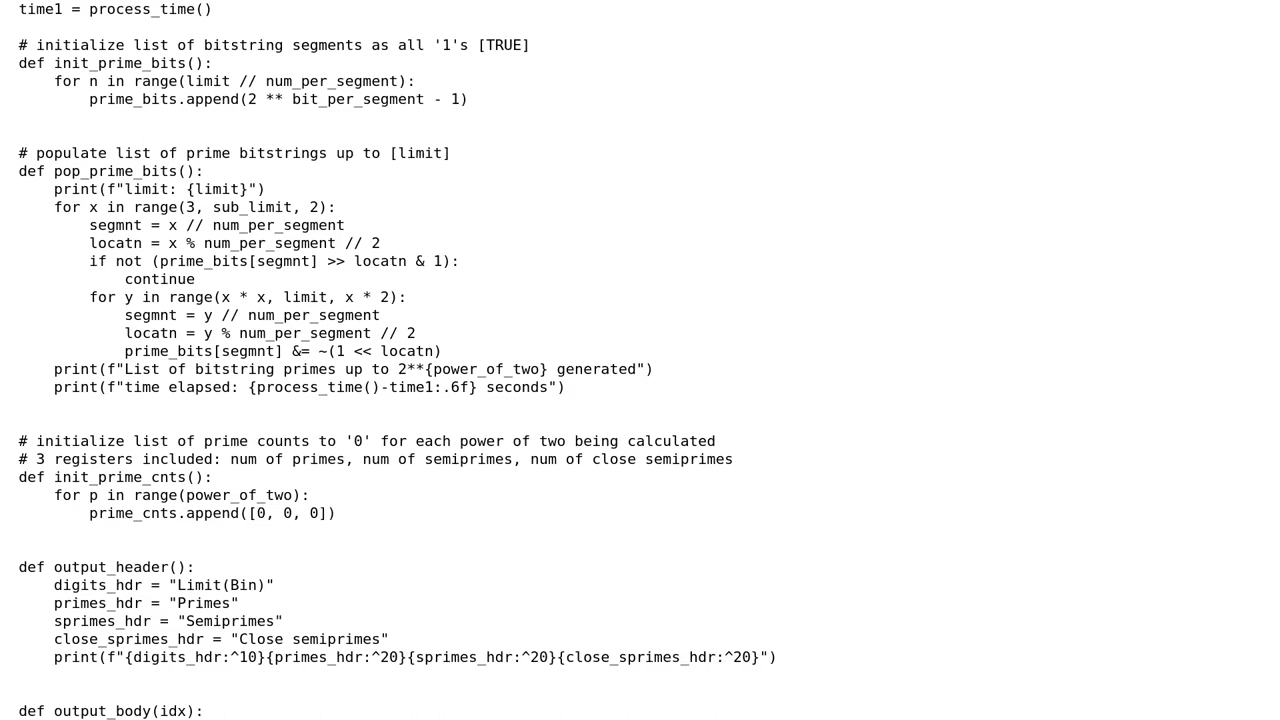 time1 = process_time()
# initialize list of bitstring segments as all '1's [TRUE]
def init_prime_bits():
    for n in range(limit // num_per_segment):
        prime_bits.append(2 ** bit_per_segment - 1)
# populate list of prime bitstrings up to [limit]
def pop_prime_bits():
    print(f"limit: {limit}")
    for x in range(3, sub_limit, 2):
        segmnt = x // num_per_segment
        locatn = x % num_per_segment // 2
        if not (prime_bits[segmnt] >> locatn & 1):
            continue
        for y in range(x * x, limit, x * 2):
            segmnt = y // num_per_segment
            locatn = y % num_per_segment // 2
            prime_bits[segmnt] &= ~(1 << locatn)
    print(f"List of bitstring primes up to 2**{power_of_two} generated")
    print(f"time elapsed: {process_time()-time1:.6f} seconds")
# initialize list of prime counts to '0' for each power of two being calculated
# 3 registers included: num of primes, num of semiprimes, num of close semiprimes
def init_prime_cnts():
    for p in range(power_of_two):
        prime_cnts.append([0, 0, 0])
def output_header():
    digits_hdr = "Limit(Bin)"
    primes_hdr = "Primes"
    sprimes_hdr = "Semiprimes"
    close_sprimes_hdr = "Close semiprimes"
    print(f"{digits_hdr:^10}{primes_hdr:^20}{sprimes_hdr:^20}{close_sprimes_hdr:^20}")
def output_body(idx):